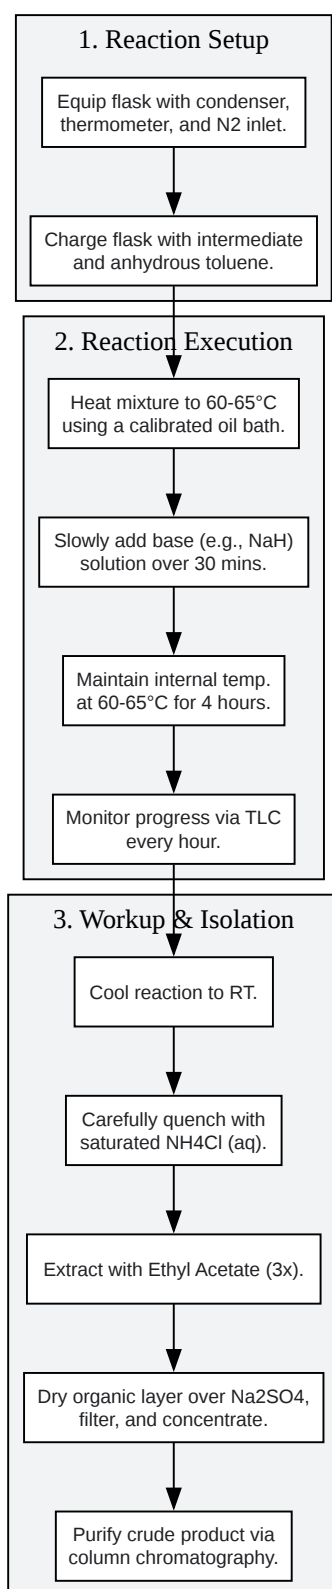 1. Reaction Setup
Equip flask with condenser,
thermometer, and N2 inlet.
Charge flask with intermediate
and anhydrous toluene.
2. Reaction Execution
Heat mixture to 60-65°C
using a calibrated oil bath.
Slowly add base (e.g., NaH)
solution over 30 mins.
Maintain internal temp.
at 60-65°C for 4 hours.
Monitor progress via TLC
every hour.
3. Workup & Isolation
Cool reaction to RT.
Carefully quench with
saturated NH4Cl (aq).
Extract with Ethyl Acetate (3x).
Dry organic layer over Na2SO4,
filter, and concentrate.
Purify crude product via
column chromatography.